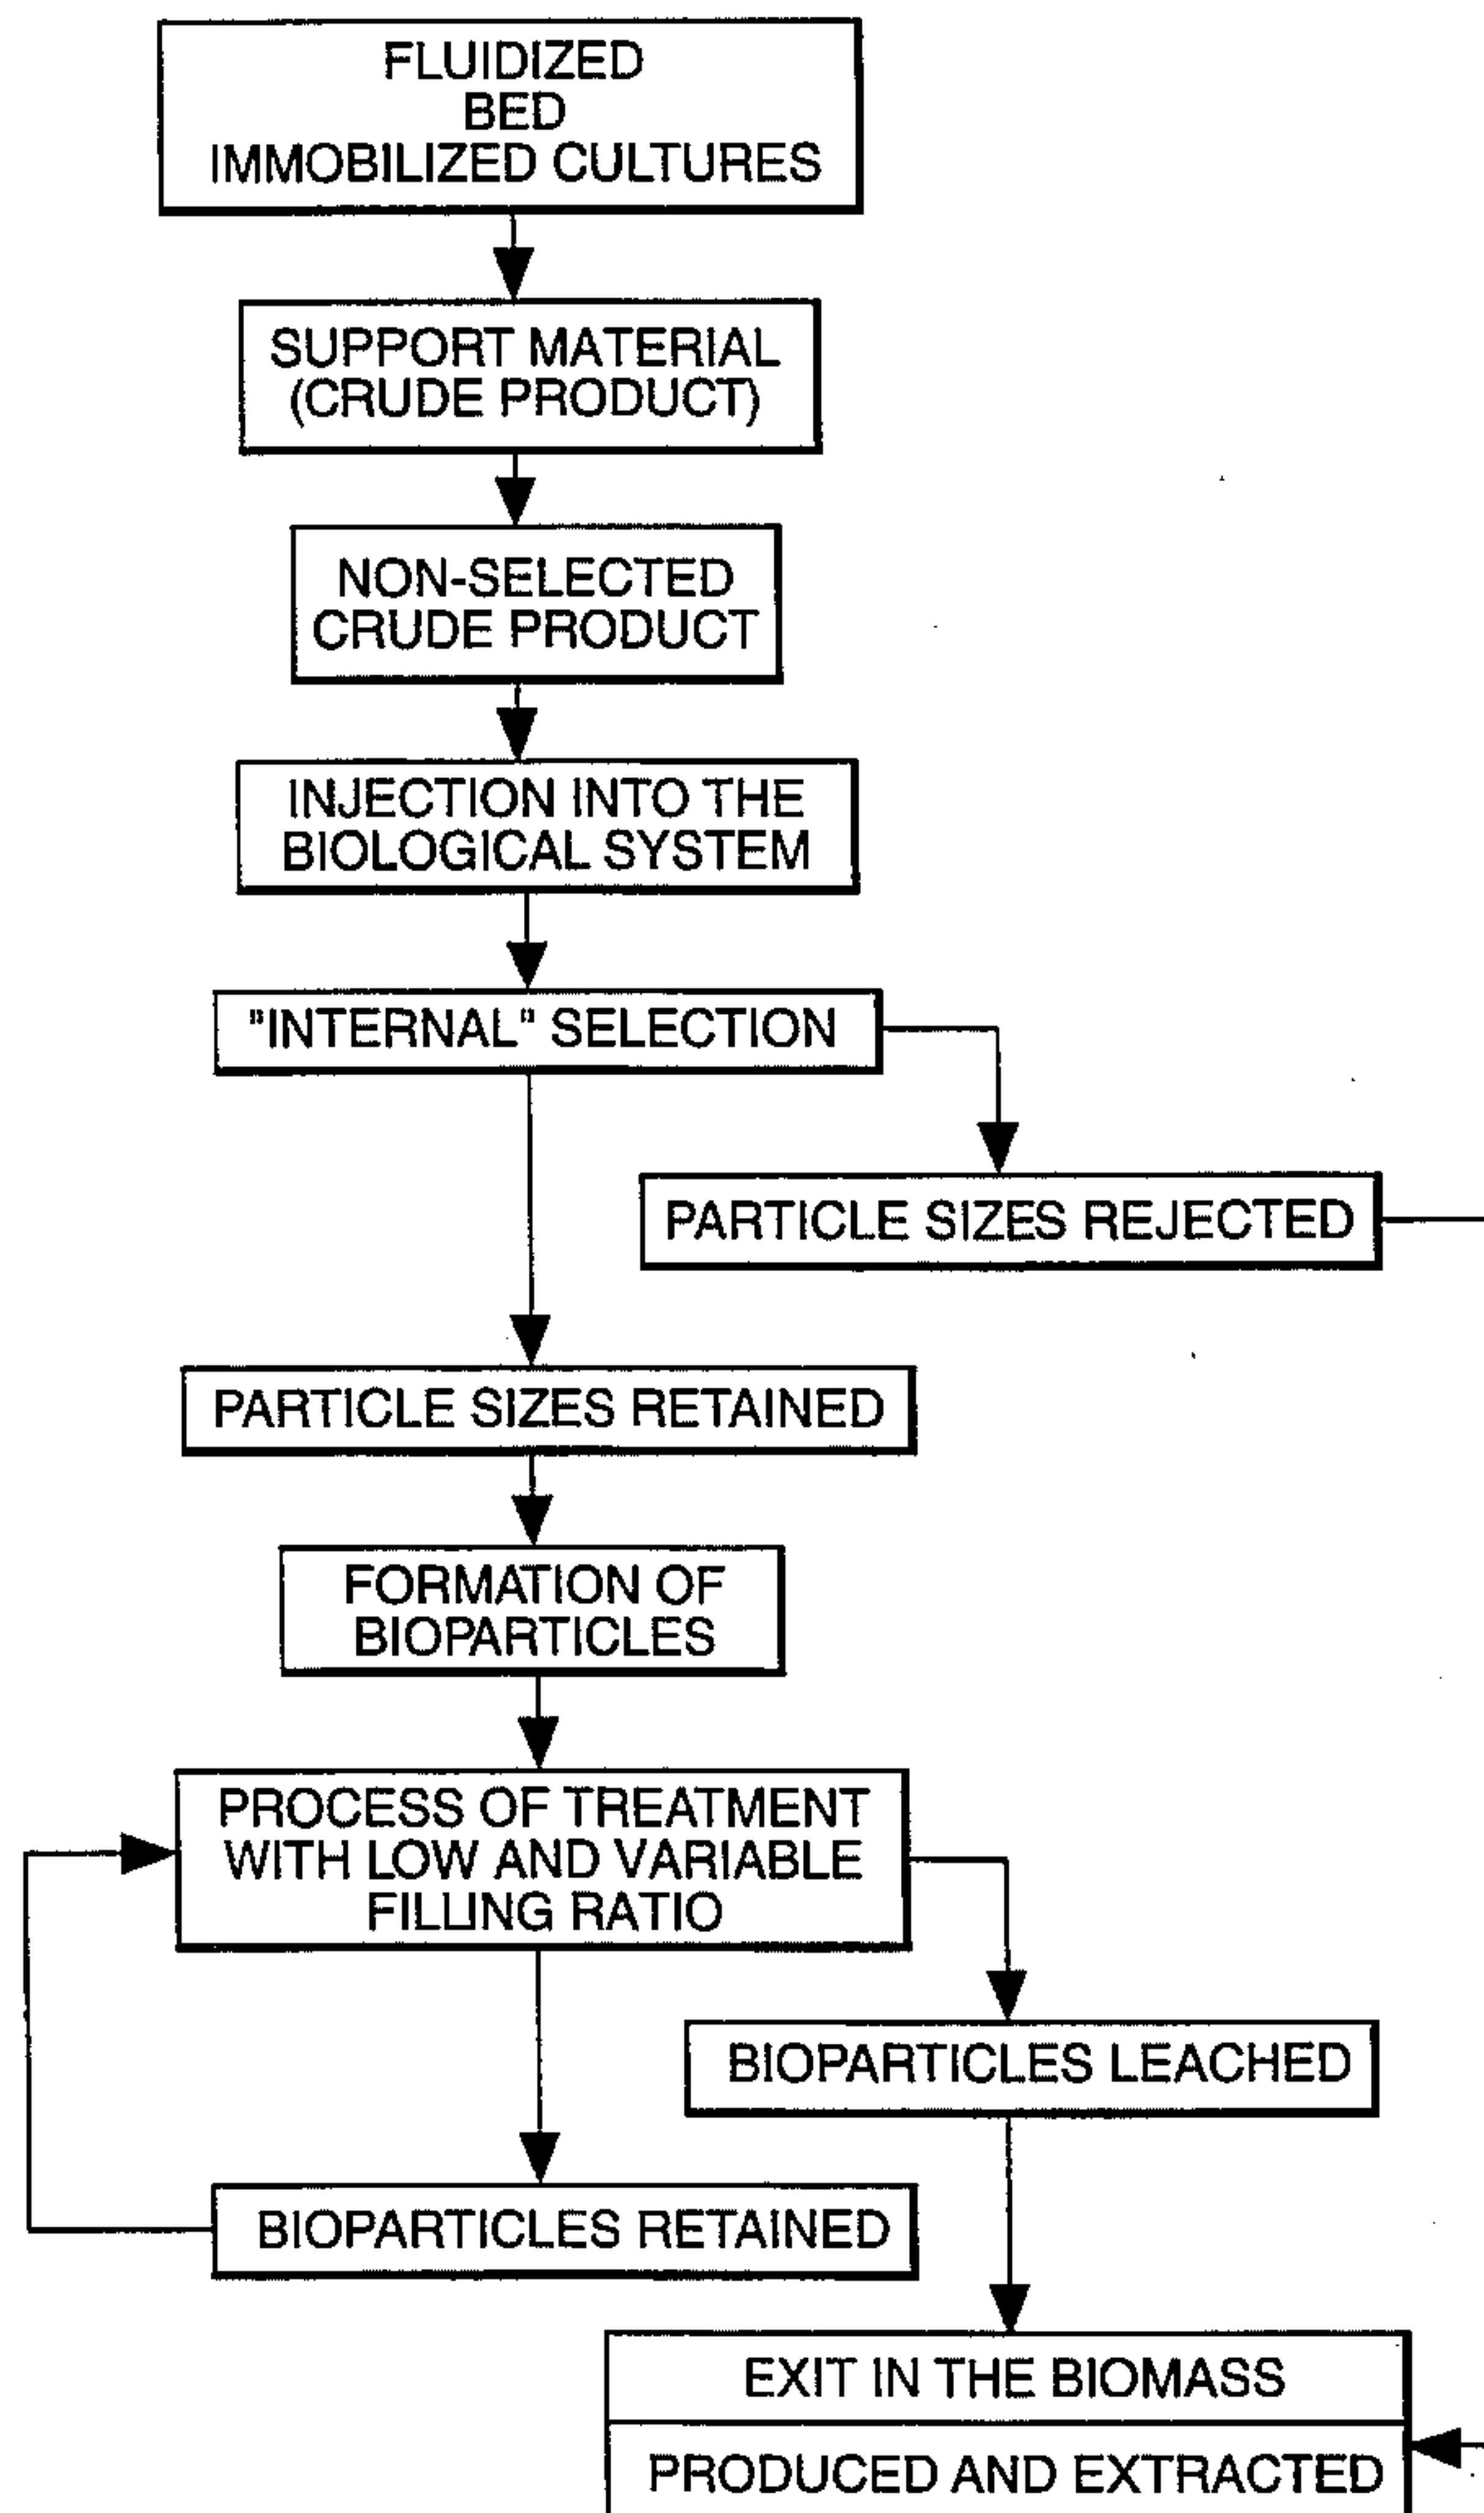 FLUIDIZED
BED
IMMOBILIZED CULTURES
SUPPORT MATERIAL
(CRUDE PRODUCT)
NON-SELECTED
CRUDE PRODUCT
INJECTION INTO THE
BIOLOGICAL SYSTEM
"INTERNAL" SELECTION
PARTICLE SIZES REJECTED
PARTICLE SIZES RETAINED
FORMATION OF
BIOPARTICLES
PROCESS OF TREATMENT
WITH LOW AND VARIABLE
FILLING RATIO
BIOPARTICLES LEACHED
BIOPARTICLES RETAINED
EXIT IN THE BIOMASS
PRODUCED AND EXTRACTED